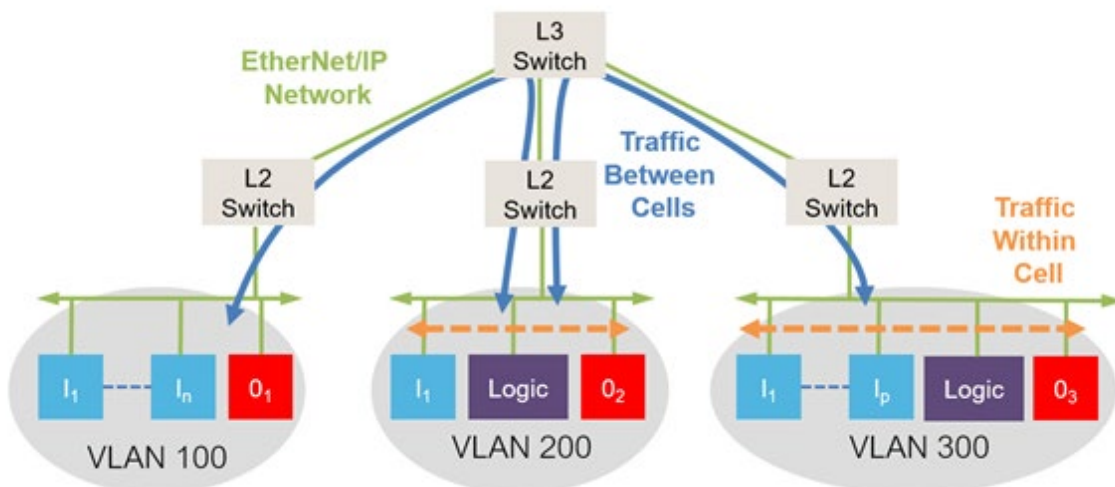 L3
Switch
EtherNet/IP
Network
Traffic
Between
Cells
L2
Switch
L2
Switch
L2
Switch
Traffic
Within
Cell
I₁
Iₙ
0₁
I₁
Logic
0₂
I₁
Iₚ
Logic
0₃
VLAN 100
VLAN 200
VLAN 300